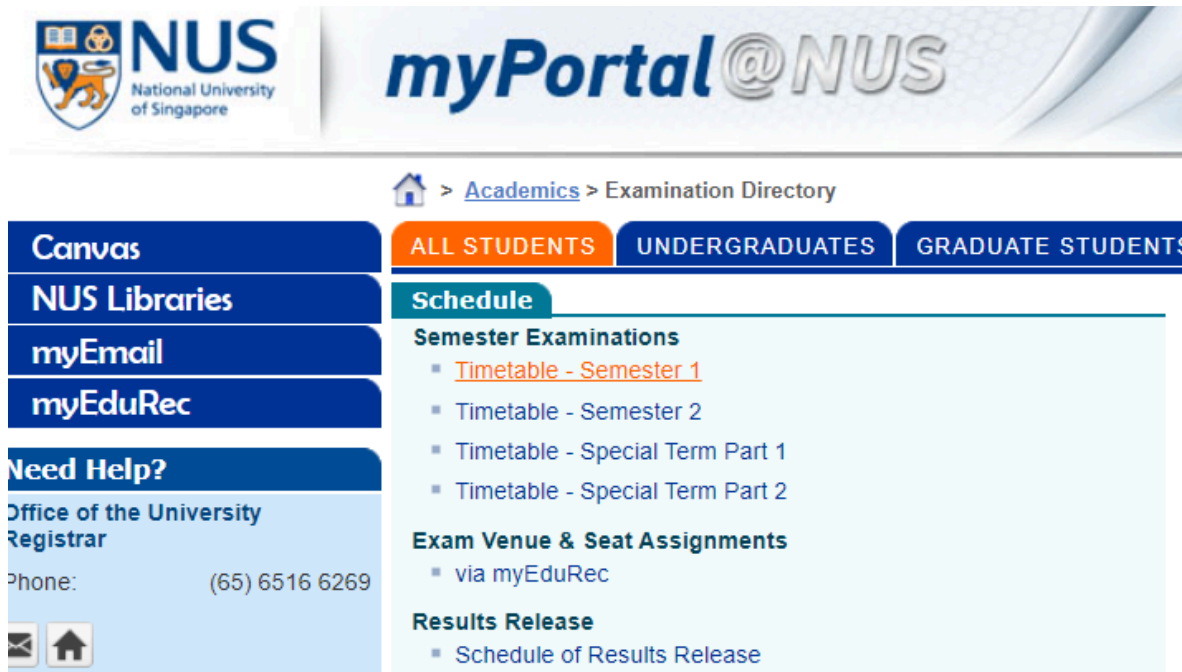 NUS
National University
of Singapore
myPortal@NUS
> Academics > Examination Directory
Canvas
NUS Libraries
myEmail
myEduRec
Need Help?
Office of the University
Registrar
Phone: (65) 6516 6269
ALL STUDENTS UNDERGRADUATES GRADUATE STUDENTS
Schedule
Semester Examinations
Timetable - Semester 1
Timetable - Semester 2
Timetable - Special Term Part 1
Timetable - Special Term Part 2
Exam Venue & Seat Assignments
via myEduRec
Results Release
Schedule of Results Release